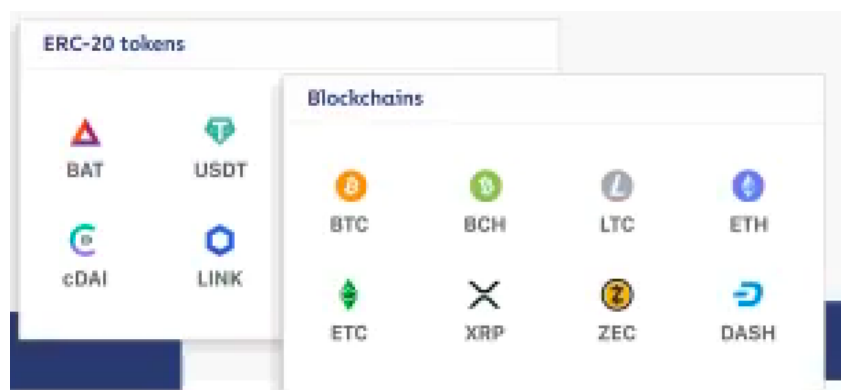 ERC-20 tokens
BAT USDT
cDAI LINK
Blockchains
BTC BCH LTC ETH
ETC XRP ZEC DASH